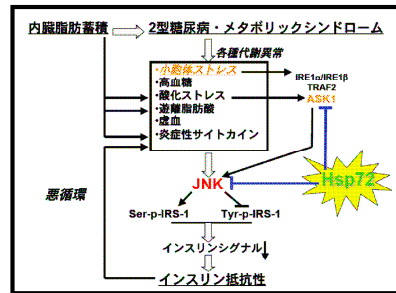 内臓脂肪蓄積 2型糖尿病・メタボリックシンドローム
各種代謝異常
・小胞体ストレス
・高血糖
・酸化ストレス
・遊離脂肪酸
・虚血
・炎症性サイトカイン
IRE1α/IRE1β
TRAF2
ASK1
悪循環
JNK
Hsp72
Ser-p-IRS-1 Tyr-p-IRS-1
インスリンシグナル
インスリン抵抗性